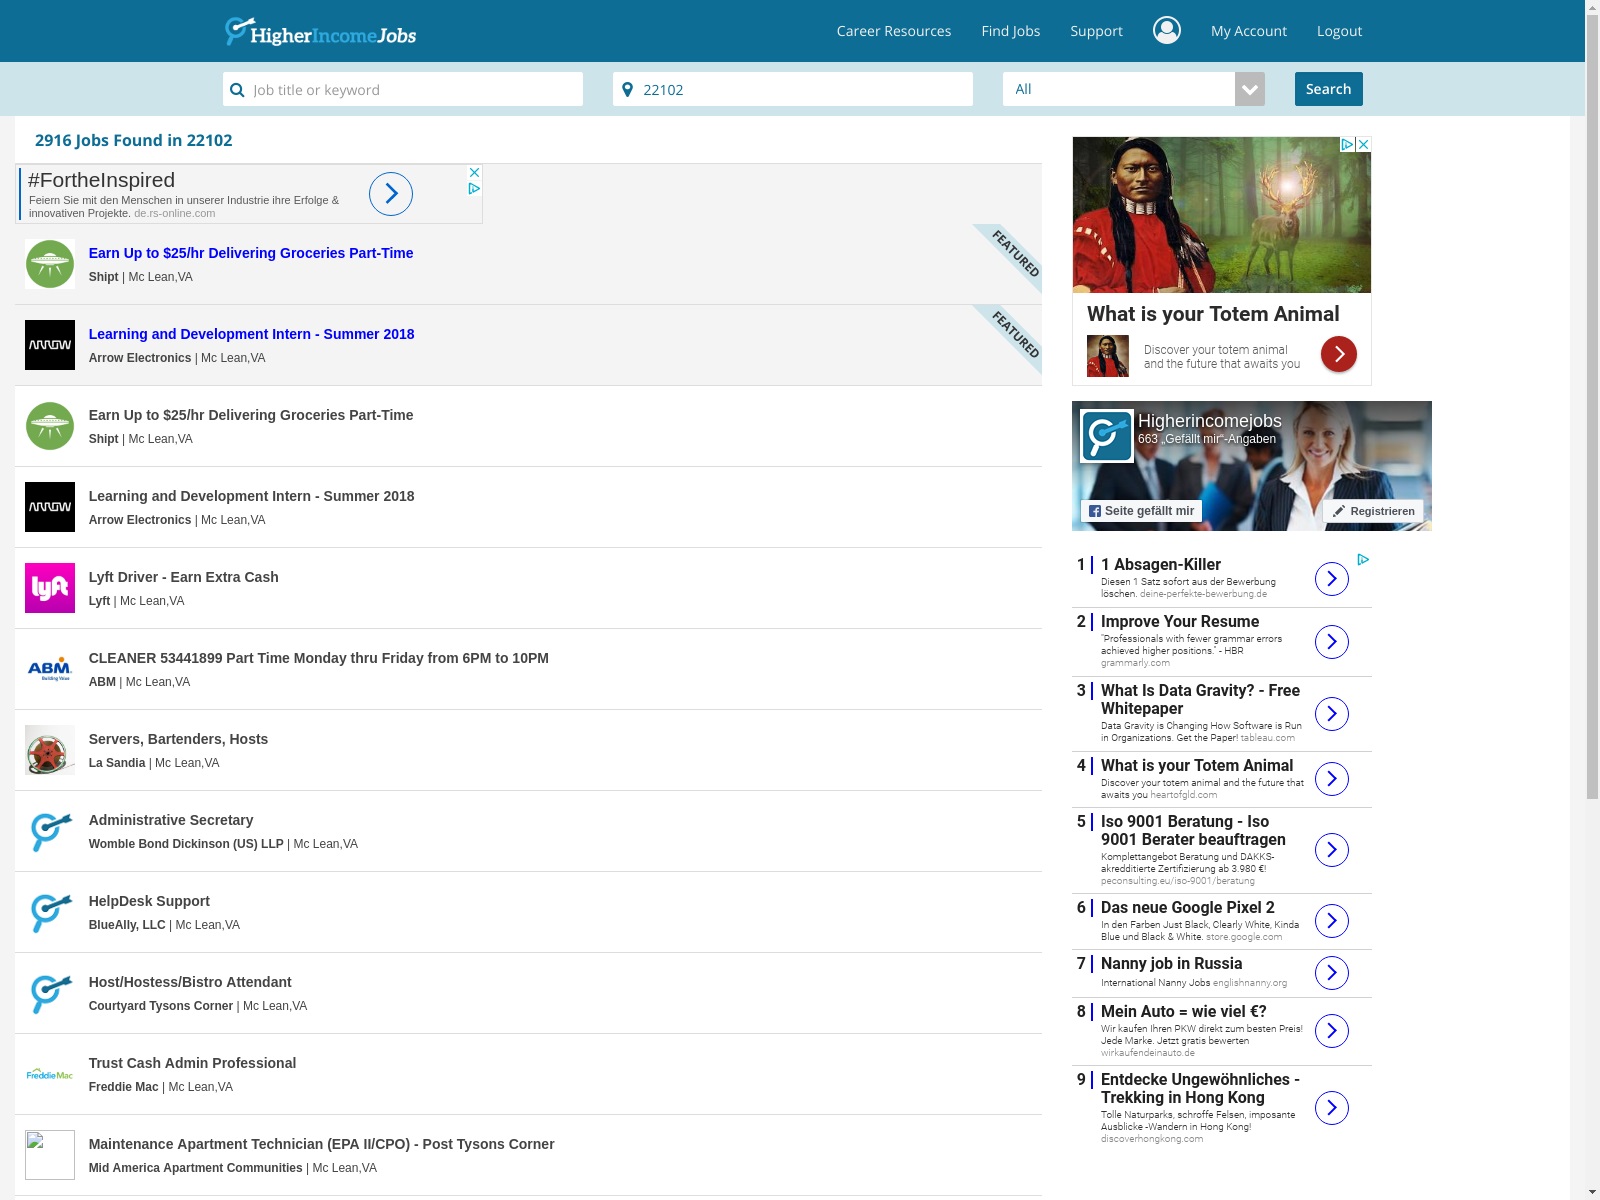 HigherIncomeJobs
Career Resources
Find Jobs
Support
My Account
Logout
Job title or keyword
22102
All
Search
2916 Jobs Found in 22102
#FortheInspired
Feiern Sie mit den Menschen in unserer Industrie ihre Erfolge &
innovativen Projekte. de.rs-online.com
Earn Up to $25/hr Delivering Groceries Part-Time
Shipt | Mc Lean,VA
FEATURED
arrow
Learning and Development Intern - Summer 2018
Arrow Electronics | Mc Lean,VA
FEATURED
Earn Up to $25/hr Delivering Groceries Part-Time
Shipt | Mc Lean,VA
arrow
Learning and Development Intern - Summer 2018
Arrow Electronics | Mc Lean,VA
lyft
Lyft Driver - Earn Extra Cash
Lyft | Mc Lean,VA
ABM
Building Value
CLEANER 53441899 Part Time Monday thru Friday from 6PM to 10PM
ABM | Mc Lean,VA
Servers, Bartenders, Hosts
La Sandia | Mc Lean,VA
Administrative Secretary
Womble Bond Dickinson (US) LLP | Mc Lean,VA
HelpDesk Support
BlueAlly, LLC | Mc Lean,VA
Host/Hostess/Bistro Attendant
Courtyard Tysons Corner | Mc Lean,VA
FreddieMac
Trust Cash Admin Professional
Freddie Mac | Mc Lean,VA
Maintenance Apartment Technician (EPA II/CPO) - Post Tysons Corner
Mid America Apartment Communities | Mc Lean,VA
What is your Totem Animal
Discover your totem animal
and the future that awaits you
Higherincomejobs
663 „Gefällt mir“-Angaben
Seite gefällt mir
Registrieren
1 1 Absagen-Killer
Diesen 1 Satz sofort aus der Bewerbung
löschen. deine-perfekte-bewerbung.de
2 Improve Your Resume
"Professionals with fewer grammar errors
achieved higher positions." - HBR
grammarly.com
3 What Is Data Gravity? - Free
Whitepaper
Data Gravity is Changing How Software is Run
in Organizations. Get the Paper! tableau.com
4 What is your Totem Animal
Discover your totem animal and the future that
awaits you heartofgld.com
5 Iso 9001 Beratung - Iso
9001 Berater beauftragen
Komplettangebot Beratung und DAKKS-
akredditierte Zertifizierung ab 3.980 €!
peconsulting.eu/iso-9001/beratung
6 Das neue Google Pixel 2
In den Farben Just Black, Clearly White, Kinda
Blue und Black & White. store.google.com
7 Nanny job in Russia
International Nanny Jobs englishnanny.org
8 Mein Auto = wie viel €?
Wir kaufen Ihren PKW direkt zum besten Preis!
Jede Marke. Jetzt gratis bewerten
wirkaufendeinauto.de
9 Entdecke Ungewöhnliches -
Trekking in Hong Kong
Tolle Naturparks, schroffe Felsen, imposante
Ausblicke -Wandern in Hong Kong!
discoverhongkong.com